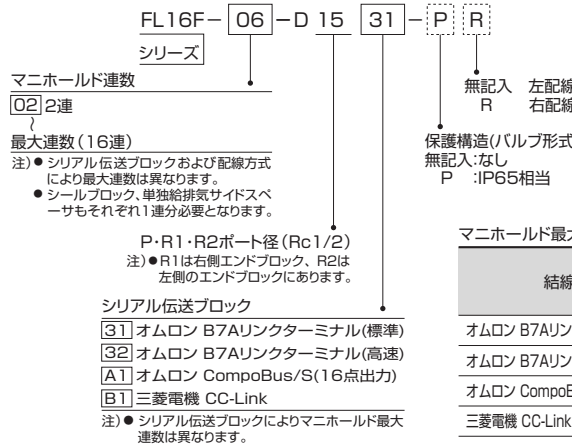 FL16F- 06 -D 15 31 - P R
シリーズ
マニホールド連数
02 2連
〜
最大連数(16連)
注)● シリアル伝送ブロックおよび配線方式
により最大連数は異なります。
● シールブロック、単独給排気サイドスペ
ーサもそれぞれ1連分必要となります。
P・R1・R2ポート径(Rc1/2)
注)●R1は右側エンドブロック、R2は
左側のエンドブロックにあります。
シリアル伝送ブロック
31 オムロン B7Aリンクターミナル(標準)
32 オムロン B7Aリンクターミナル(高速)
A1 オムロン CompoBus/S(16点出力)
B1 三菱電機 CC-Link
注)● シリアル伝送ブロックによりマニホールド最大
連数は異なります。
無記入 左配線
R 右配線
保護構造(バルブ形式
無記入:なし
P :IP65相当
マニホールド最大
結線
オムロン B7Aリン
オムロン B7Aリン
オムロン CompoB
三菱電機 CC-Link